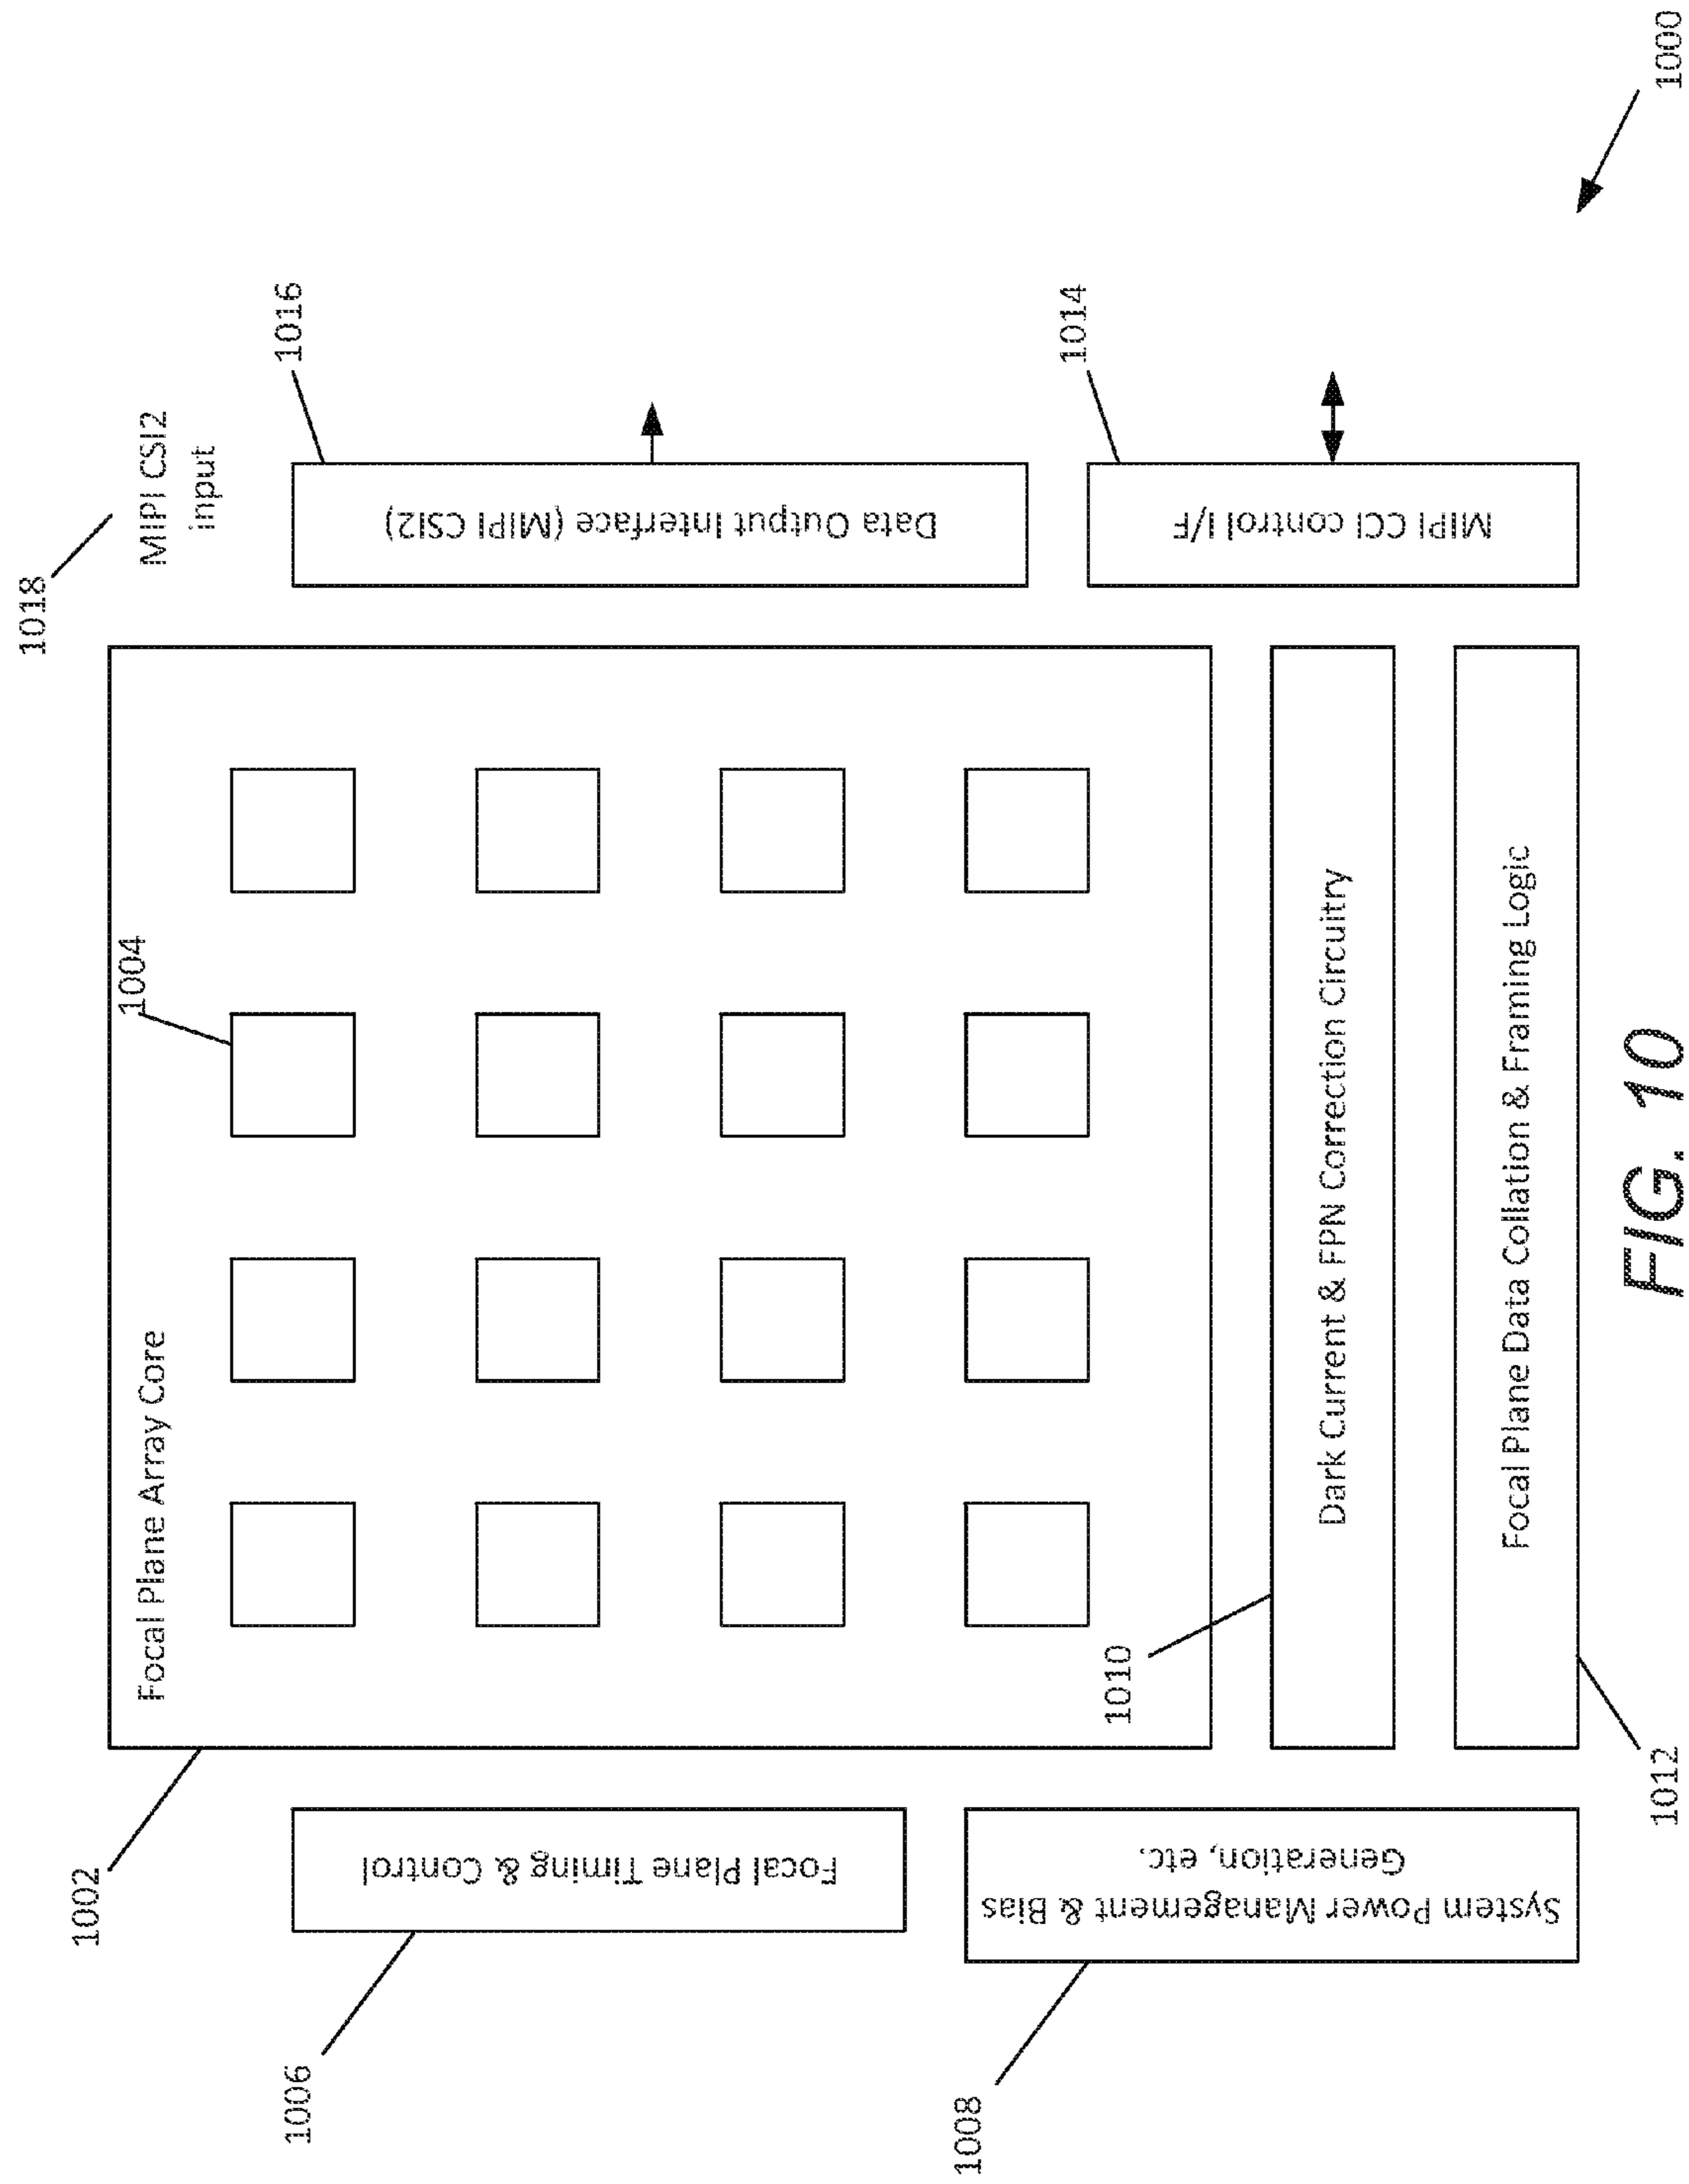 1018
MIPI CSI2
input
1002
Focal Plane Array Core
1004
1016
1006
Focal Plane Timing & Control
Data Output Interface (MIPI CSI2)
1008
System Power Management & Bias
Generation, etc.
1014
MIPI CCI control I/F
1010
Dark Current & FPN Correction Circuitry
Focal Plane Data Collation & Framing Logic
1012
1000
FIG. 10